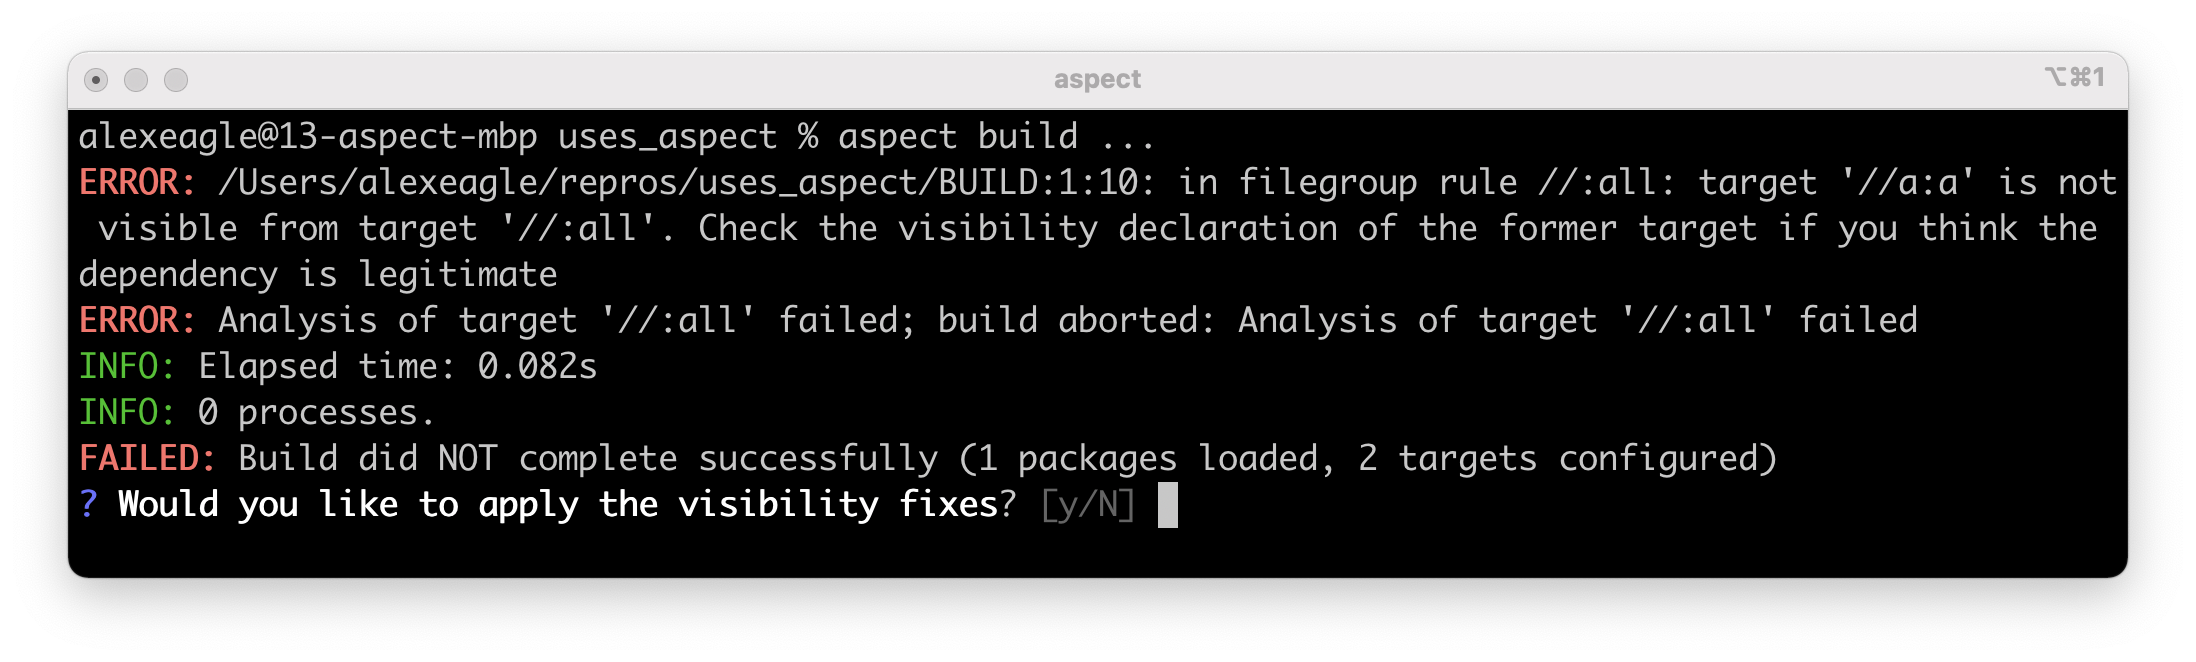 aspect
⌥⌘1
alexeagle@13-aspect-mbp uses_aspect % aspect build ...
ERROR: /Users/alexeagle/repros/uses_aspect/BUILD:1:10: in filegroup rule //:all: target '//a:a' is not
visible from target '//:all'. Check the visibility declaration of the former target if you think the
dependency is legitimate
ERROR: Analysis of target '//:all' failed; build aborted: Analysis of target '//:all' failed
INFO: Elapsed time: 0.082s
INFO: 0 processes.
FAILED: Build did NOT complete successfully (1 packages loaded, 2 targets configured)
? Would you like to apply the visibility fixes? [y/N]